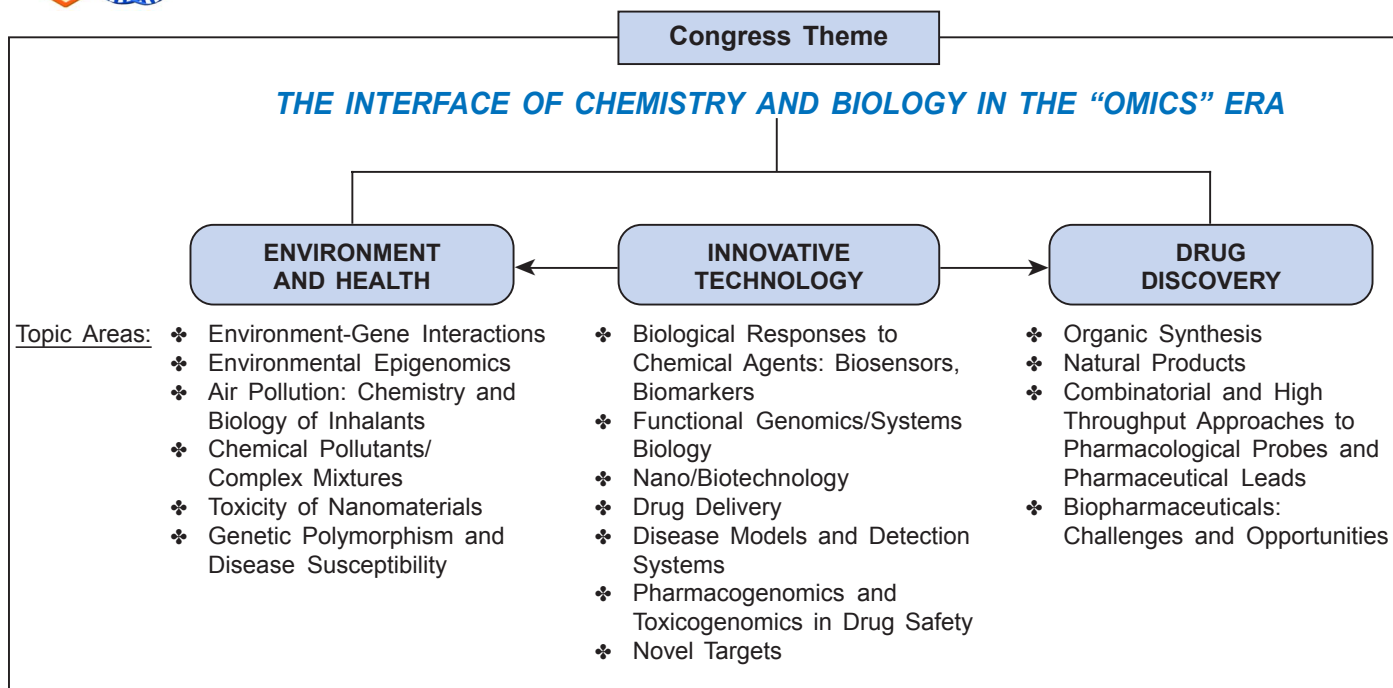 Congress Theme
THE INTERFACE OF CHEMISTRY AND BIOLOGY IN THE “OMICS” ERA
ENVIRONMENT
AND HEALTH
INNOVATIVE
TECHNOLOGY
DRUG
DISCOVERY
Topic Areas:
✤ Environment-Gene Interactions
✤ Environmental Epigenomics
✤ Air Pollution: Chemistry and
Biology of Inhalants
✤ Chemical Pollutants/
Complex Mixtures
✤ Toxicity of Nanomaterials
✤ Genetic Polymorphism and
Disease Susceptibility
✤ Biological Responses to
Chemical Agents: Biosensors,
Biomarkers
✤ Functional Genomics/Systems
Biology
✤ Nano/Biotechnology
✤ Drug Delivery
✤ Disease Models and Detection
Systems
✤ Pharmacogenomics and
Toxicogenomics in Drug Safety
✤ Novel Targets
✤ Organic Synthesis
✤ Natural Products
✤ Combinatorial and High
Throughput Approaches to
Pharmacological Probes and
Pharmaceutical Leads
✤ Biopharmaceuticals:
Challenges and Opportunities